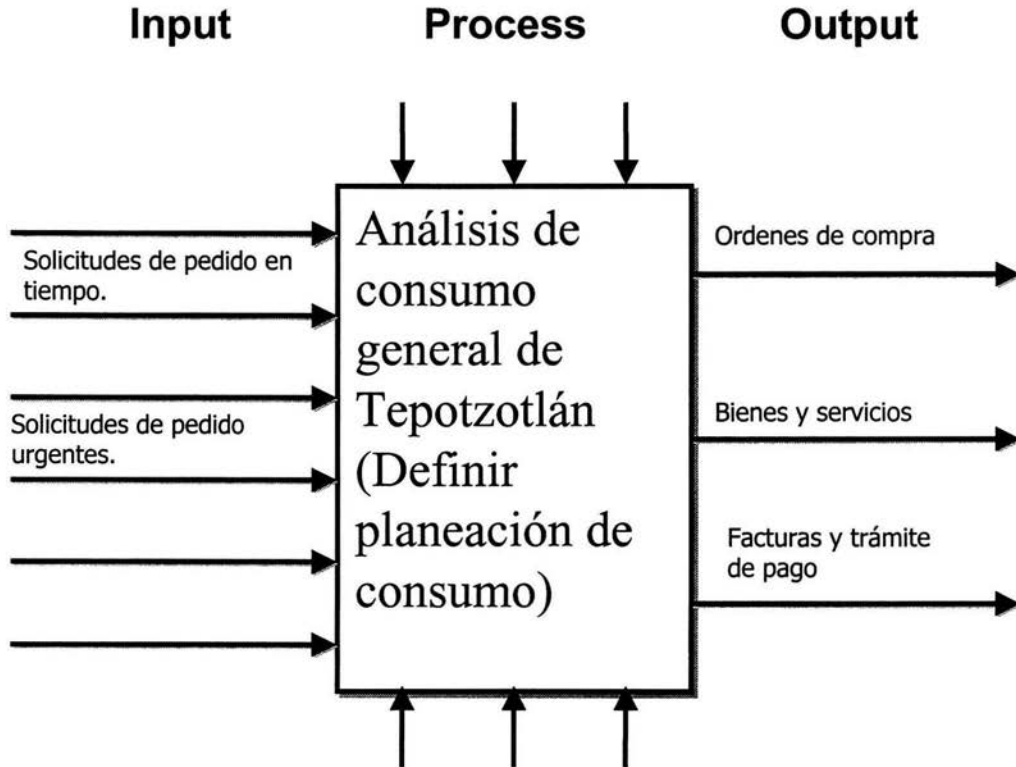 Input
Process
Output
Solicitudes de pedido en
tiempo.
Solicitudes de pedido
urgentes.
Análisis de
consumo
general de
Tepotzotlán
(Definir
planeación de
consumo)
Ordenes de compra
Bienes y servicios
Facturas y trámite
de pago